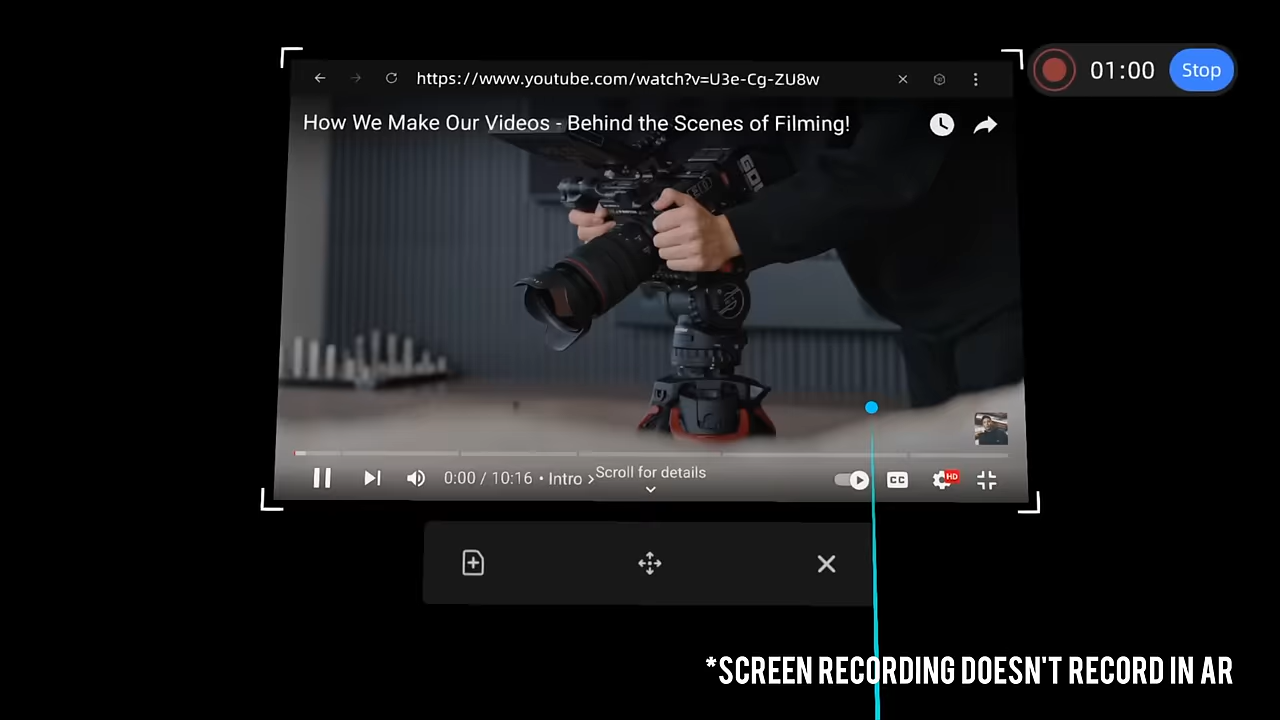 https://www.youtube.com/watch?v=U3e-Cg-ZU8w
01:00
Stop
How We Make Our Videos - Behind the Scenes of Filming!
0:00 / 10:16 • Intro
Scroll for details
CC
HD
*SCREEN RECORDING DOESN'T RECORD IN AR